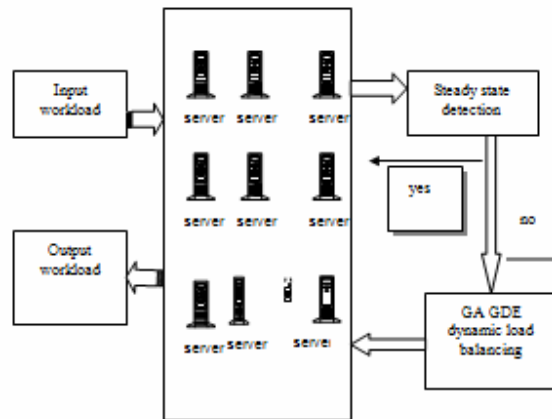 Input
workload
server server server
Steady state
detection
server server server
yes
no
Output
workload
server server server
GA GDE
dynamic load
balancing